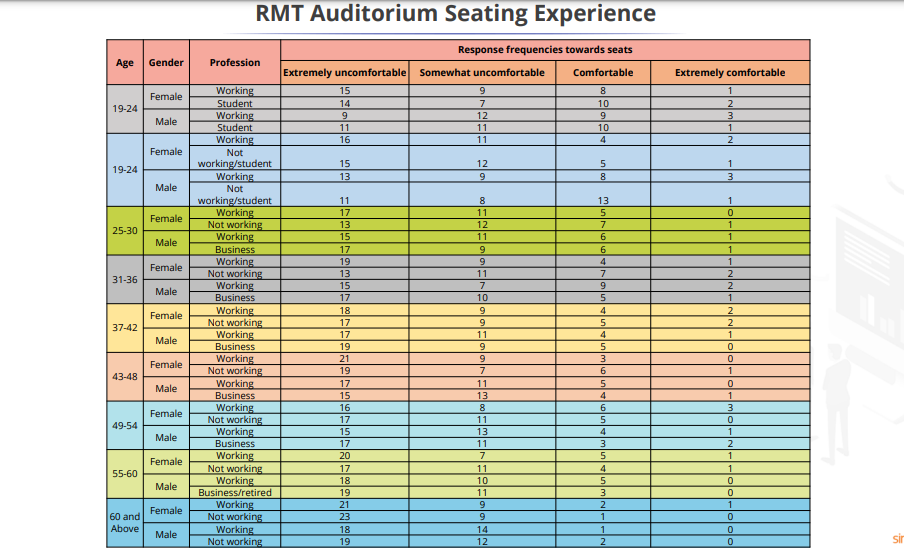 RMT Auditorium Seating Experience
Age Gender Profession Response frequencies towards seats
Extremely uncomfortable Somewhat uncomfortable Comfortable Extremely comfortable
19-24 Female Working 15 9 8 1
Student 14 7 10 2
Male Working 9 12 9 3
Student 11 11 10 1
19-24 Female Working 16 11 4 2
Not
working/student 15 12 5 1
Male Working 13 9 8 3
Not
working/student 11 8 13 1
25-30 Female Working 17 11 5 0
Not working 13 12 7 1
Male Working 15 11 6 1
Business 17 9 6 1
31-36 Female Working 19 9 4 1
Not working 13 11 7 2
Male Working 15 7 9 2
Business 17 10 5 1
37-42 Female Working 18 9 4 2
Not working 17 9 5 2
Male Working 17 11 4 1
Business 19 9 5 0
43-48 Female Working 21 9 3 0
Not working 19 7 6 1
Male Working 17 11 5 0
Business 15 13 4 1
49-54 Female Working 16 8 6 3
Not working 17 11 5 0
Male Working 15 13 4 1
Business 17 11 3 2
55-60 Female Working 20 7 5 1
Not working 17 11 4 1
Male Working 18 10 5 0
Business/retired 19 11 3 0
60 and
Above Female Working 21 9 2 1
Not working 23 9 1 0
Male Working 18 14 1 0
Not working 19 12 2 0